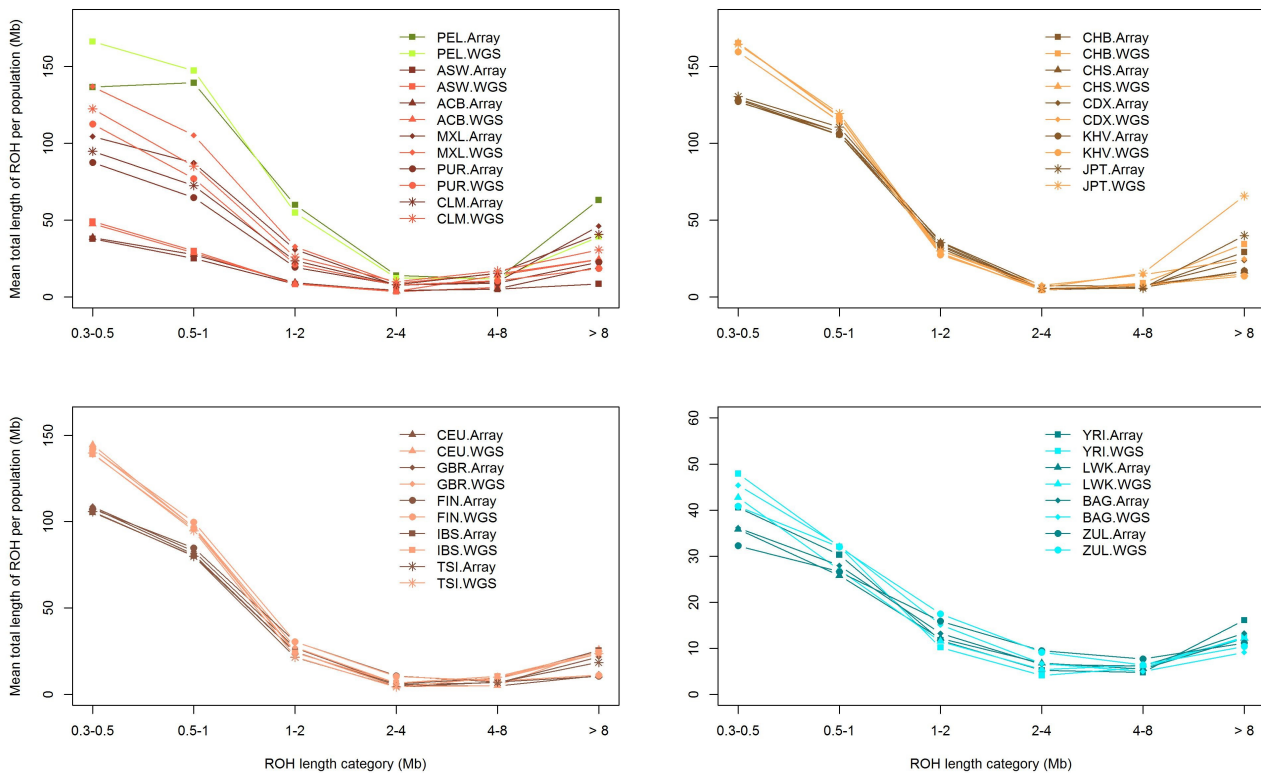 Mean total length of ROH per population (Mb)
150
100
50
0
0.3-0.5
0.5-1
1-2
2-4
4-8
> 8
PEL.Array
PEL.WGS
ASW.Array
ASW.WGS
ACB.Array
ACB.WGS
MXL.Array
MXL.WGS
PUR.Array
PUR.WGS
CLM.Array
CLM.WGS
150
100
50
0
0.3-0.5
0.5-1
1-2
2-4
4-8
> 8
CHB.Array
CHB.WGS
CHS.Array
CHS.WGS
CDX.Array
CDX.WGS
KHV.Array
KHV.WGS
JPT.Array
JPT.WGS
Mean total length of ROH per population (Mb)
150
100
50
0
0.3-0.5
0.5-1
1-2
2-4
4-8
> 8
ROH length category (Mb)
CEU.Array
CEU.WGS
GBR.Array
GBR.WGS
FIN.Array
FIN.WGS
IBS.Array
IBS.WGS
TSI.Array
TSI.WGS
60
50
40
30
20
10
0
0.3-0.5
0.5-1
1-2
2-4
4-8
> 8
ROH length category (Mb)
YRI.Array
YRI.WGS
LWK.Array
LWK.WGS
BAG.Array
BAG.WGS
ZUL.Array
ZUL.WGS